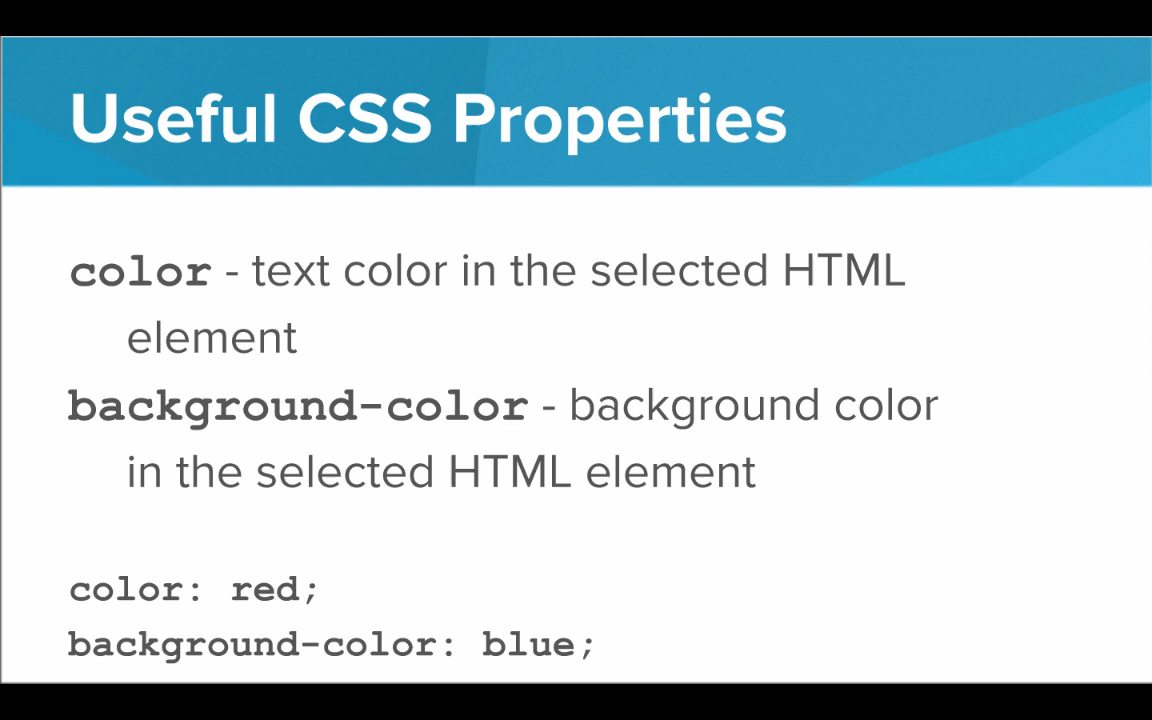 Useful CSS Properties
color - text color in the selected HTML
element
background-color - background color
in the selected HTML element
color: red;
background-color: blue;